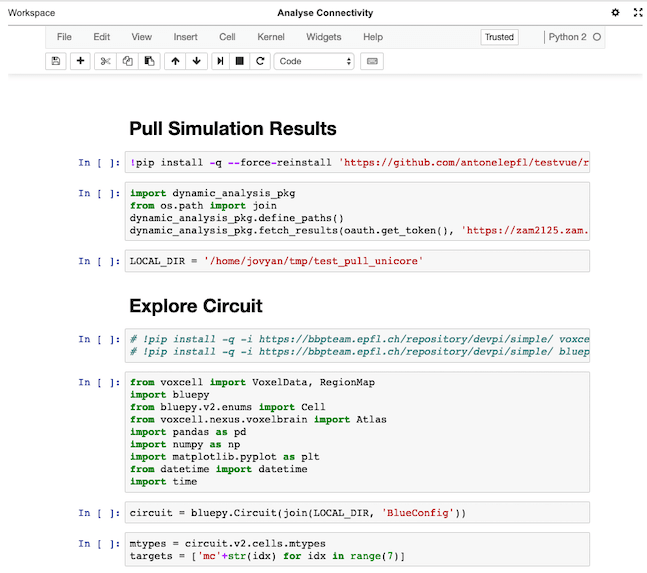 Workspace
Analyse Connectivity
File Edit View Insert Cell Kernel Widgets Help Trusted Python 2
Code
Pull Simulation Results
In [ ]: !pip install -q --force-reinstall 'https://github.com/antonelepfl/testvue/r
In [ ]: import dynamic_analysis_pkg
from os.path import join
dynamic_analysis_pkg.define_paths()
dynamic_analysis_pkg.fetch_results(oauth.get_token(), 'https://zam2125.zam.
In [ ]: LOCAL_DIR = '/home/jovyan/tmp/test_pull_unicore'
Explore Circuit
In [ ]: # !pip install -q -i https://bbpteam.epfl.ch/repository/devpi/simple/ voxce
# !pip install -q -i https://bbpteam.epfl.ch/repository/devpi/simple/ bluep
In [ ]: from voxcell import VoxelData, RegionMap
import bluepy
from bluepy.v2.enums import Cell
from voxcell.nexus.voxelbrain import Atlas
import pandas as pd
import numpy as np
import matplotlib.pyplot as plt
from datetime import datetime
import time
In [ ]: circuit = bluepy.Circuit(join(LOCAL_DIR, 'BlueConfig'))
In [ ]: mtypes = circuit.v2.cells.mtypes
targets = ['mc'+str(idx) for idx in range(7)]